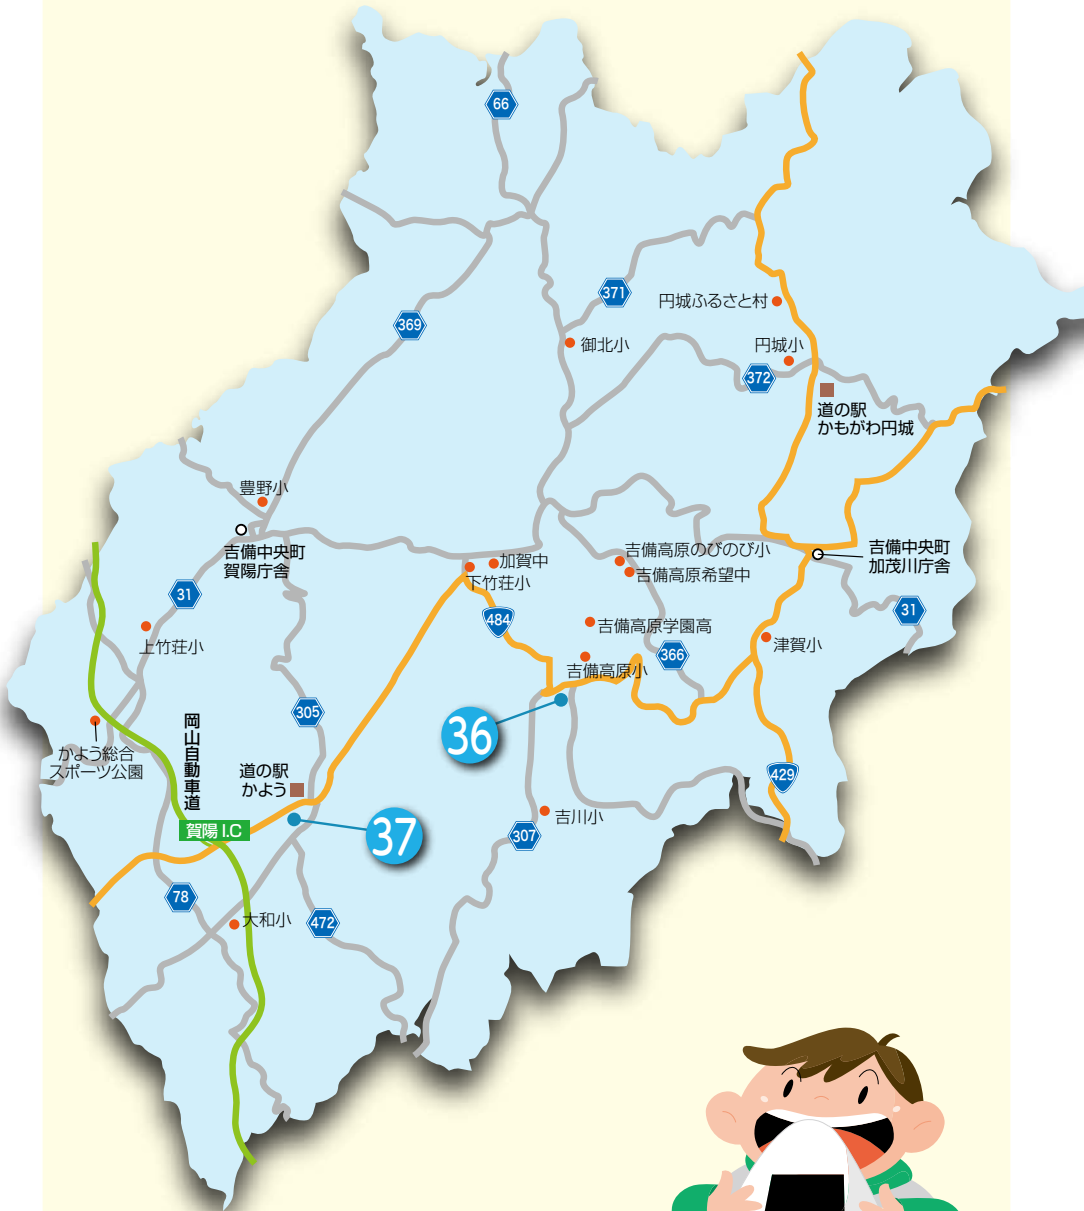 66
371
円城ふるさと村
369
御北小
円城小
372
道の駅
かもがわ円城
豊野小
吉備中央町
賀陽庁舎
加賀中
下竹荘小
吉備高原のびのび小
吉備高原希望中
吉備中央町
加茂川庁舎
31
484
吉備高原学園高
31
上竹荘小
津賀小
366
吉備高原小
305
36
岡山自動車道
かよう総合
スポーツ公園
道の駅
かよう
429
賀陽 I.C
37
吉川小
307
78
大和小
472